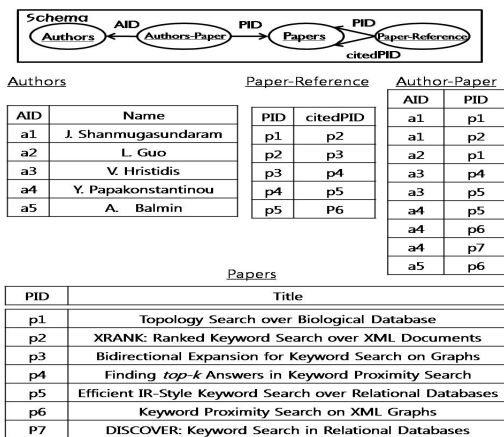 Schema
AID PID PID
Authors Authors-Paper Papers Paper-Reference
citedPID
Authors
AID Name
a1 J. Shanmugasundaram
a2 L. Guo
a3 V. Hristidis
a4 Y. Papakonstantinou
a5 A. Balmin
Paper-Reference
PID citedPID
p1 p2
p2 p3
p3 p4
p4 p5
p5 P6
Author-Paper
AID PID
a1 p1
a1 p2
a2 p1
a3 p4
a3 p5
a4 p5
a4 p6
a4 p7
a5 p6
Papers
PID Title
p1 Topology Search over Biological Database
p2 XRANK: Ranked Keyword Search over XML Documents
p3 Bidirectional Expansion for Keyword Search on Graphs
p4 Finding top-k Answers in Keyword Proximity Search
p5 Efficient IR-Style Keyword Search over Relational Databases
p6 Keyword Proximity Search on XML Graphs
P7 DISCOVER: Keyword Search in Relational Databases